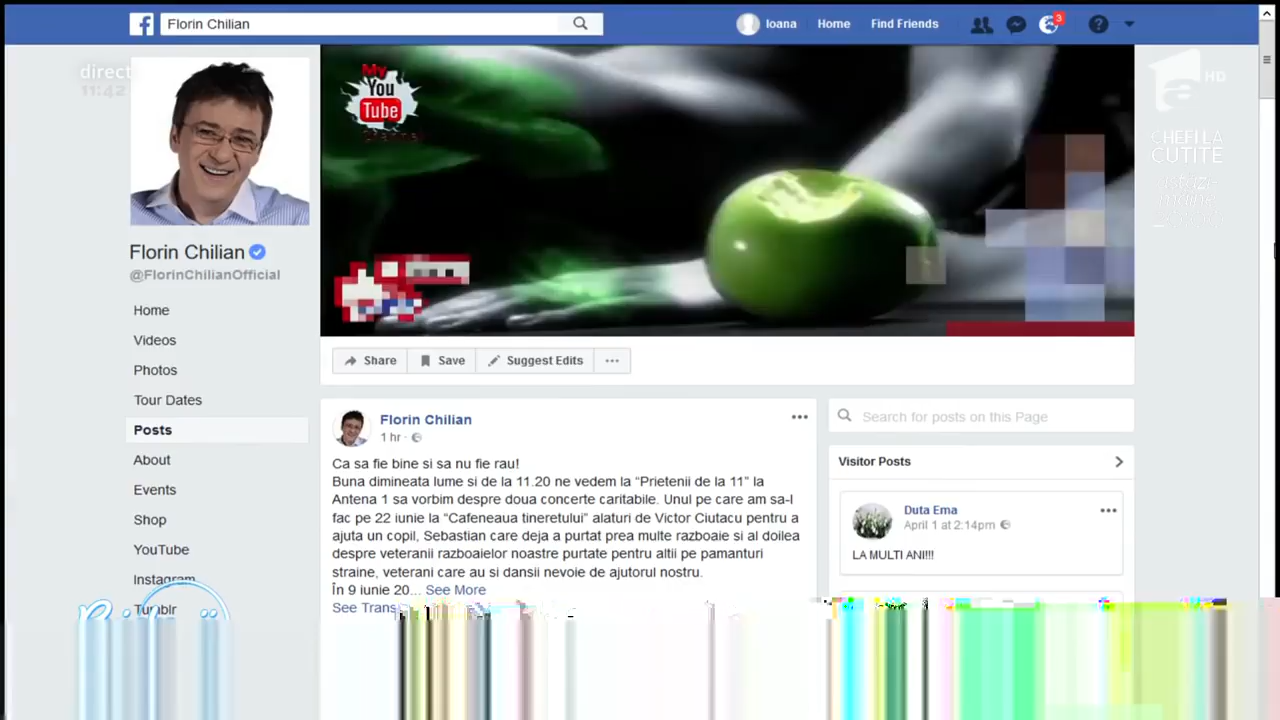 Florin Chilian
Ioana
Home
Find Friends
3
direct
11:42
HD
CHEFI LA
CUTITE
My
You
Tube
Florin Chilian
@FlorinChilianOfficial
Home
Videos
Photos
Tour Dates
Posts
About
Events
Shop
YouTube
Instagram
Tumblr
Share
Save
Suggest Edits
Florin Chilian
1 hr
Ca sa fie bine si sa nu fie rau!
Buna dimineata lume si de la 11.20 ne vedem la “Prietenii de la 11” la
Antena 1 sa vorbim despre doua concerte caritabile. Unul pe care am sa-l
fac pe 22 iunie la “Cafeneaua tineretului” alaturi de Victor Ciutacu pentru a
ajuta un copil, Sebastian care deja a purtat prea multe razboaie si al doilea
despre veteranii razboaielor noastre purtate pentru altii pe pamanturi
straine, veterani care au si dansii nevoie de ajutorul nostru.
În 9 iunie 20... See More
See Trans
Search for posts on this Page
Visitor Posts
Duta Ema
April 1 at 2:14pm
LA MULTI ANI!!!